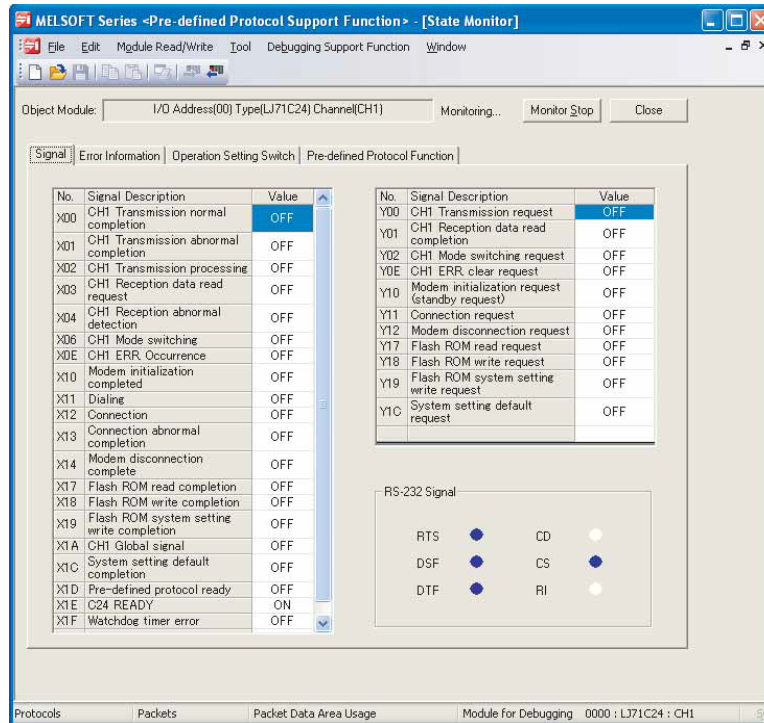 MELSOFT Series <Pre-defined Protocol Support Function> - [State Monitor]
File Edit Module Read/Write Tool Debugging Support Function Window
Object Module: I/O Address(00) Type(LJ71C24) Channel(CH1) Monitoring... Monitor Stop Close
Signal Error Information Operation Setting Switch Pre-defined Protocol Function
No. Signal Description Value
X00 CH1 Transmission normal completion OFF
X01 CH1 Transmission abnormal completion OFF
X02 CH1 Transmission processing OFF
X03 CH1 Reception data read request OFF
X04 CH1 Reception abnormal detection OFF
X06 CH1 Mode switching OFF
X0E CH1 ERR. Occurrence OFF
X10 Modem initialization completed OFF
X11 Dialing OFF
X12 Connection OFF
X13 Connection abnormal completion OFF
X14 Modem disconnection complete OFF
X17 Flash ROM read completion OFF
X18 Flash ROM write completion OFF
X19 Flash ROM system setting write completion OFF
X1A CH1 Global signal OFF
X1C System setting default completion OFF
X1D Pre-defined protocol ready OFF
X1E C24 READY ON
X1F Watchdog timer error OFF
No. Signal Description Value
Y00 CH1 Transmission request OFF
Y01 CH1 Reception data read completion OFF
Y02 CH1 Mode switching request OFF
Y0E CH1 ERR. clear request OFF
Y10 Modem initialization request (standby request) OFF
Y11 Connection request OFF
Y12 Modem disconnection request OFF
Y17 Flash ROM read request OFF
Y18 Flash ROM write request OFF
Y19 Flash ROM system setting write request OFF
Y1C System setting default request OFF
RS-232 Signal
RTS CD
DSF CS
DTF RI
Protocols Packets Packet Data Area Usage Module for Debugging 0000 : LJ71C24 : CH1